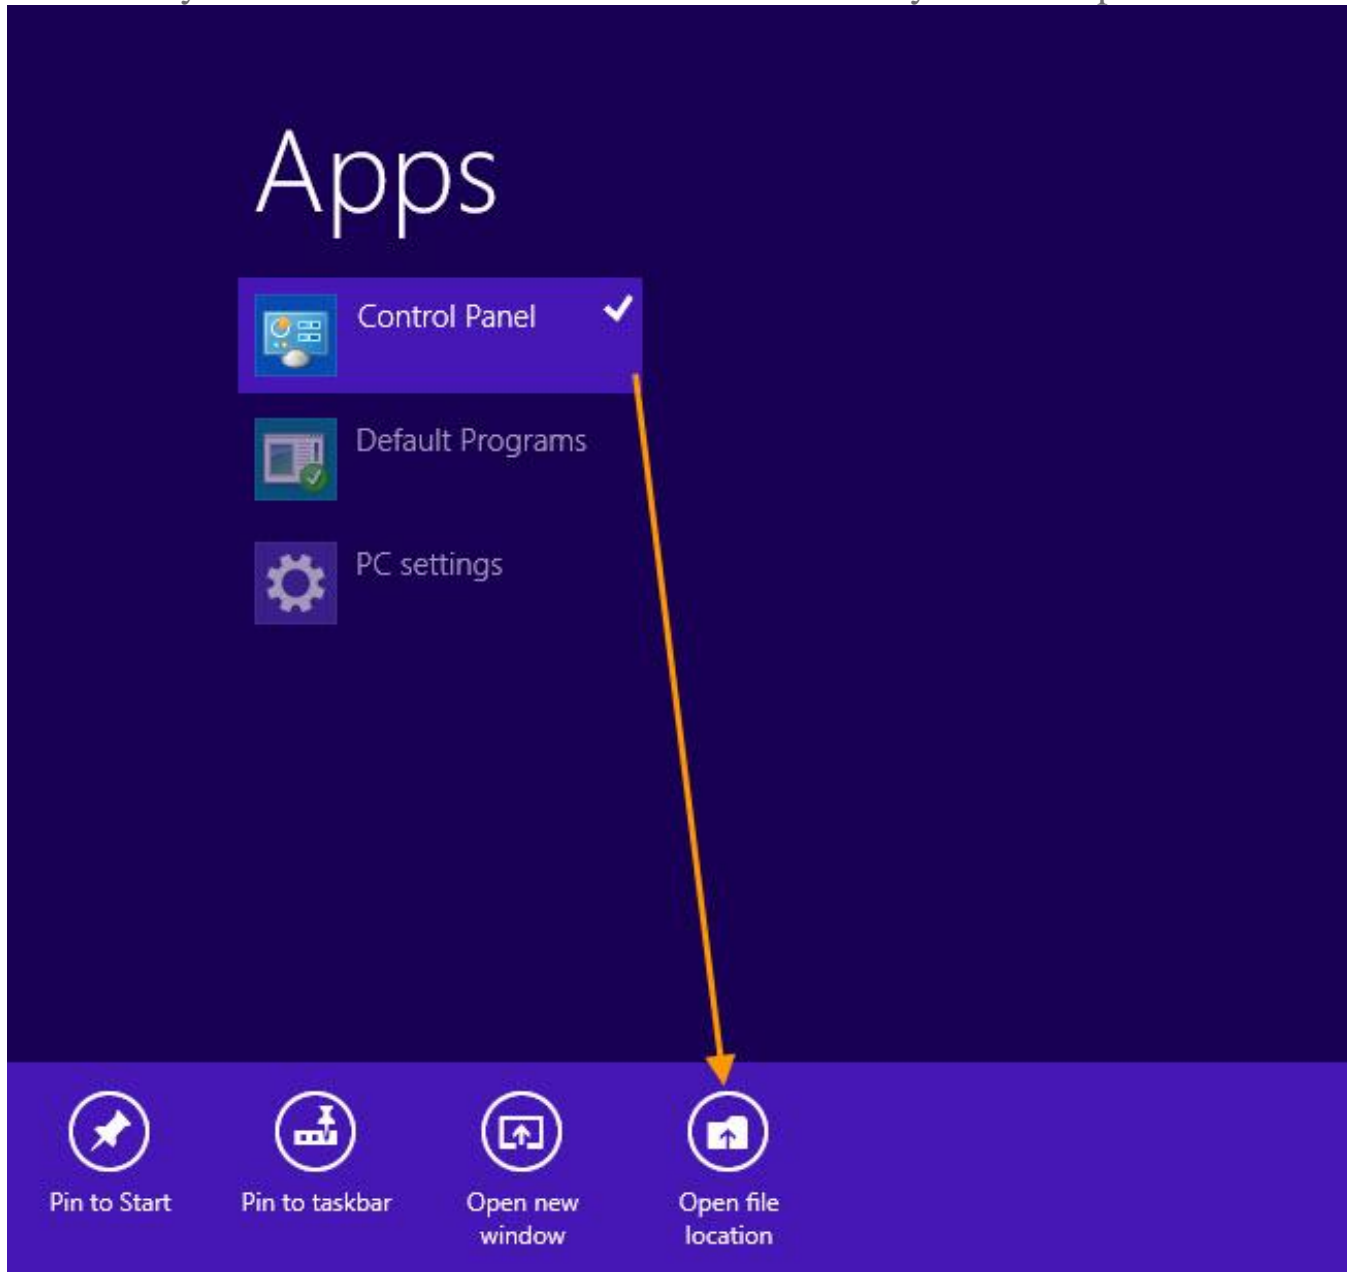 Apps
Control Panel
Default Programs
PC settings
Pin to Start
Pin to taskbar
Open new
window
Open file
location